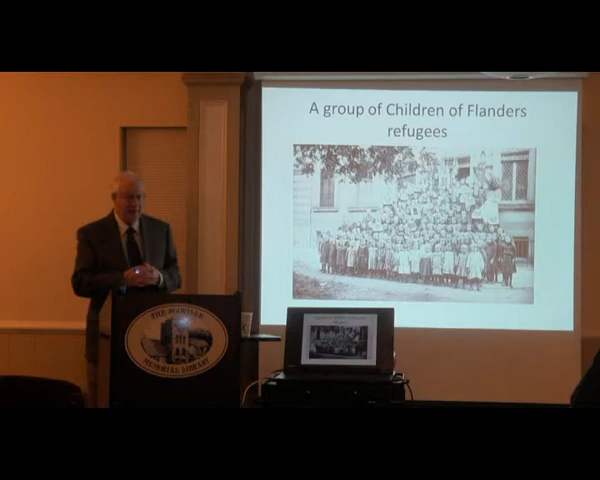 A group of Children of Flanders
refugees
THE
MEMORIAL LIBRARY